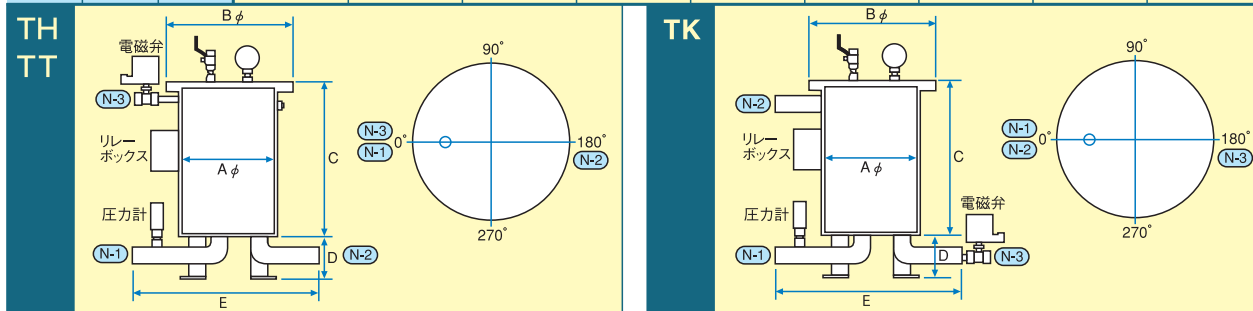 TH
TT
Bφ
電磁弁
N-3
リレー
ボックス
Aφ
C
圧力計
N-1
D
N-2
E
90°
N-3
N-1
0°
180°
N-2
270°
TK
Bφ
N-2
リレー
ボックス
Aφ
C
圧力計
電磁弁
N-1
D
N-3
E
90°
N-1
N-2
0°
180°
N-3
270°